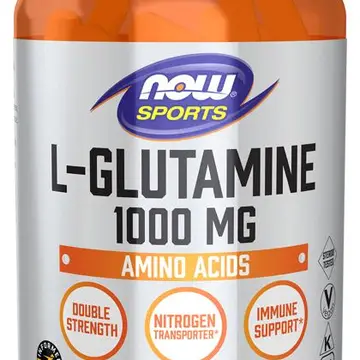 NOW
SPORTS
L-GLUTAMINE
1000 MG
AMINO ACIDS
DOUBLE
STRENGTH
NITROGEN
TRANSPORTER*
IMMUNE
SUPPORT*
V
K